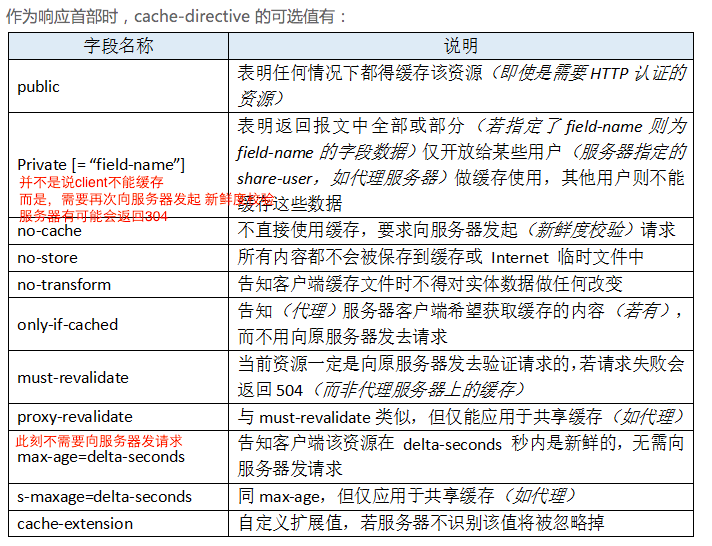 作为响应首部时，cache-directive 的可选值有：
字段名称 说明
public
表明任何情况下都得缓存该资源（即使是需要 HTTP 认证的
资源）
Private [= “field-name”]
表明返回报文中全部或部分（若指定了 field-name 则为
field-name 的字段数据）仅开放给某些用户（服务器指定的
share-user，如代理服务器）做缓存使用，其他用户则不能
缓存这些数据
并不是说client不能缓存
而是，需要再次向服务器发起 新鲜度校验
服务器有可能会返回304
no-cache 不直接使用缓存，要求向服务器发起（新鲜度校验）请求
no-store 所有内容都不会被保存到缓存或 Internet 临时文件中
no-transform 告知客户端缓存文件时不得对实体数据做任何改变
only-if-cached
告知（代理）服务器客户端希望获取缓存的内容（若有），
而不用向原服务器发去请求
must-revalidate
当前资源一定是向原服务器发去验证请求的，若请求失败会
返回 504（而非代理服务器上的缓存）
proxy-revalidate 与 must-revalidate 类似，但仅能应用于共享缓存（如代理）
此刻不需要向服务器发请求
max-age=delta-seconds
告知客户端该资源在 delta-seconds 秒内是新鲜的，无需向
服务器发请求
s-maxage=delta-seconds 同 max-age，但仅应用于共享缓存（如代理）
cache-extension 自定义扩展值，若服务器不识别该值将被忽略掉